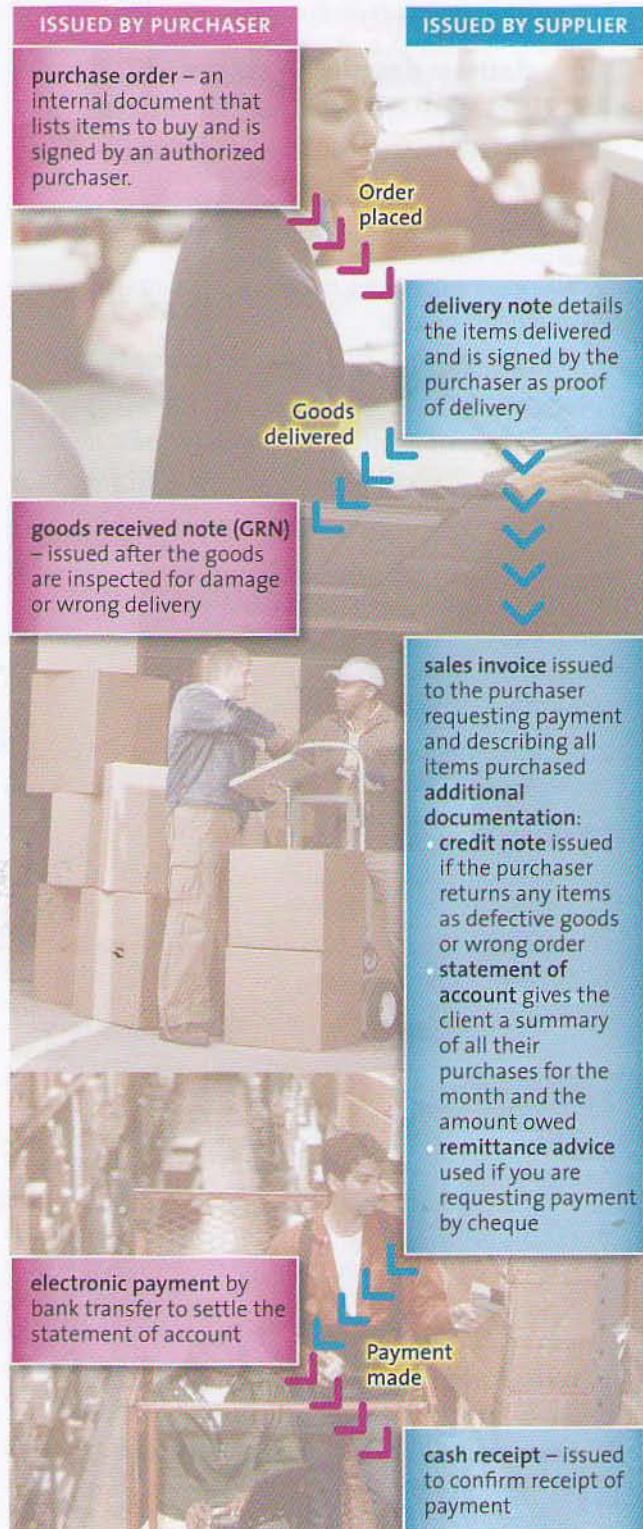 ISSUED BY PURCHASER
ISSUED BY SUPPLIER
purchase order – an
internal document that
lists items to buy and is
signed by an authorized
purchaser.
Order
placed
delivery note details
the items delivered
and is signed by the
purchaser as proof
of delivery
Goods
delivered
goods received note (GRN)
– issued after the goods
are inspected for damage
or wrong delivery
sales invoice issued
to the purchaser
requesting payment
and describing all
items purchased
additional
documentation:
• credit note issued
if the purchaser
returns any items
as defective goods
or wrong order
• statement of
account gives the
client a summary
of all their
purchases for the
month and the
amount owed
• remittance advice
used if you are
requesting payment
by cheque
electronic payment by
bank transfer to settle the
statement of account
Payment
made
cash receipt – issued
to confirm receipt of
payment